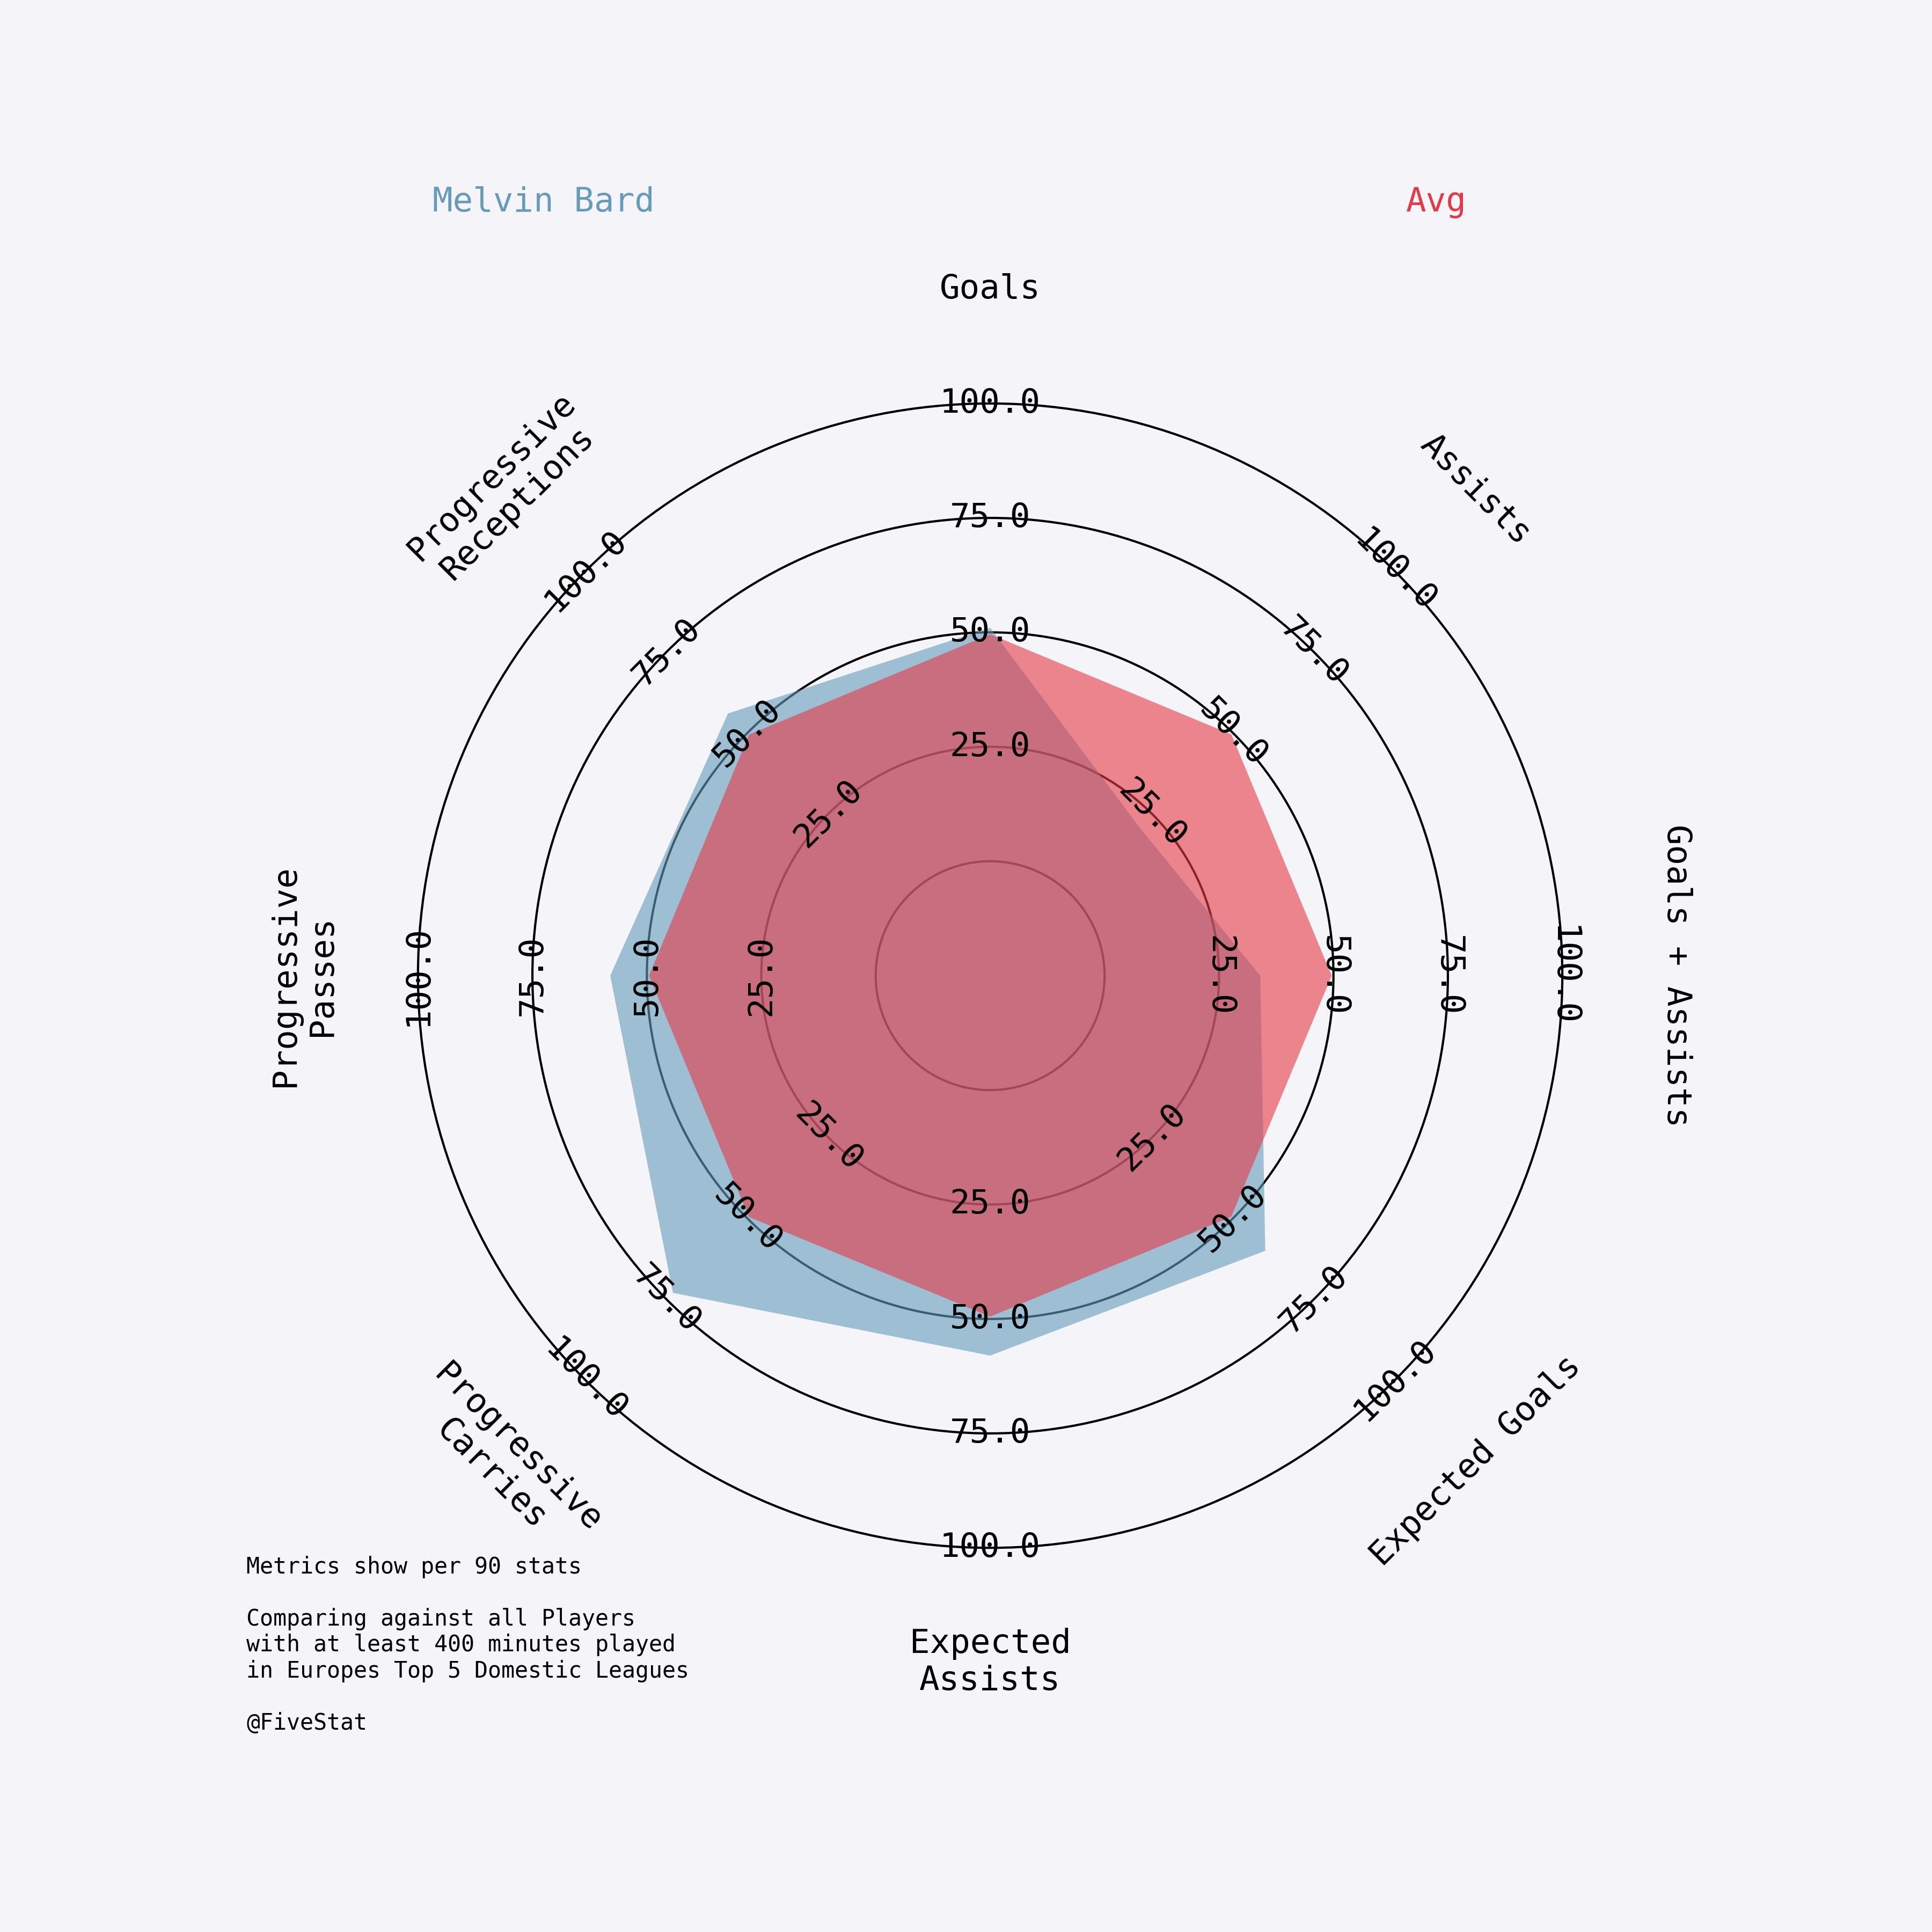 Melvin Bard
Avg
Goals
Assists
Goals + Assists
Expected Goals
Expected
Assists
Progressive
Carries
Progressive
Passes
Progressive
Receptions
25.0
50.0
75.0
100.0
25.0
50.0
75.0
100.0
25.0
50.0
75.0
100.0
25.0
50.0
75.0
100.0
25.0
50.0
75.0
100.0
25.0
50.0
75.0
100.0
25.0
50.0
75.0
100.0
25.0
50.0
75.0
100.0
Metrics show per 90 stats
Comparing against all Players
with at least 400 minutes played
in Europes Top 5 Domestic Leagues
@FiveStat